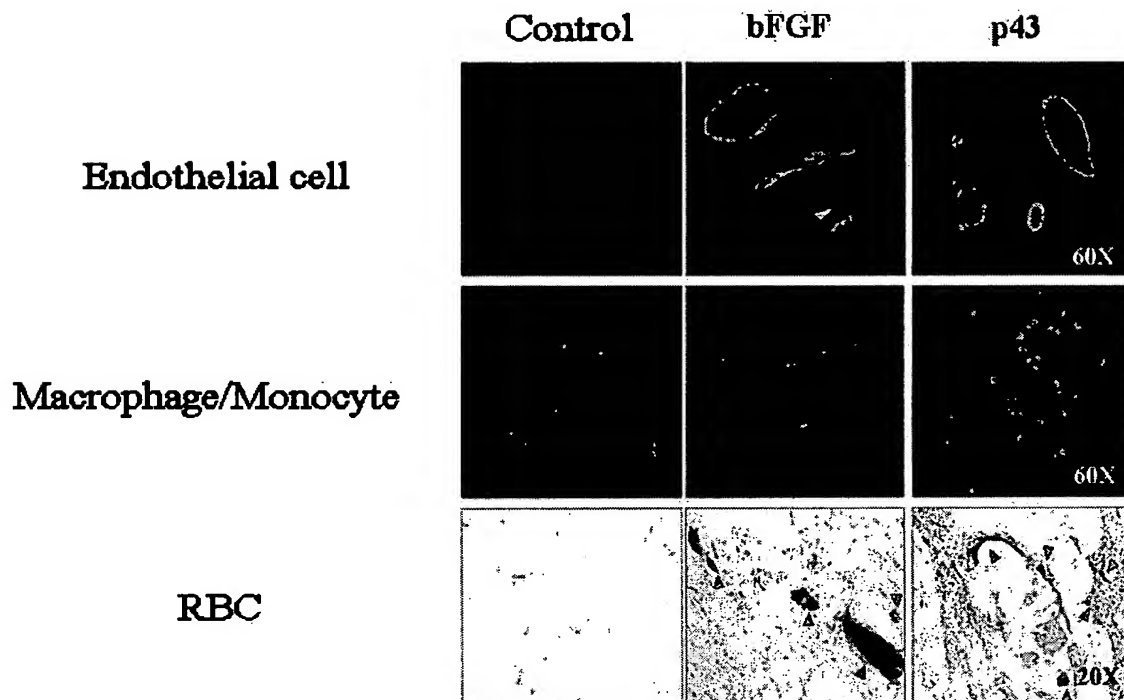 Control bFGF p43
Endothelial cell
60X
Macrophage/Monocyte
60X
RBC
20X